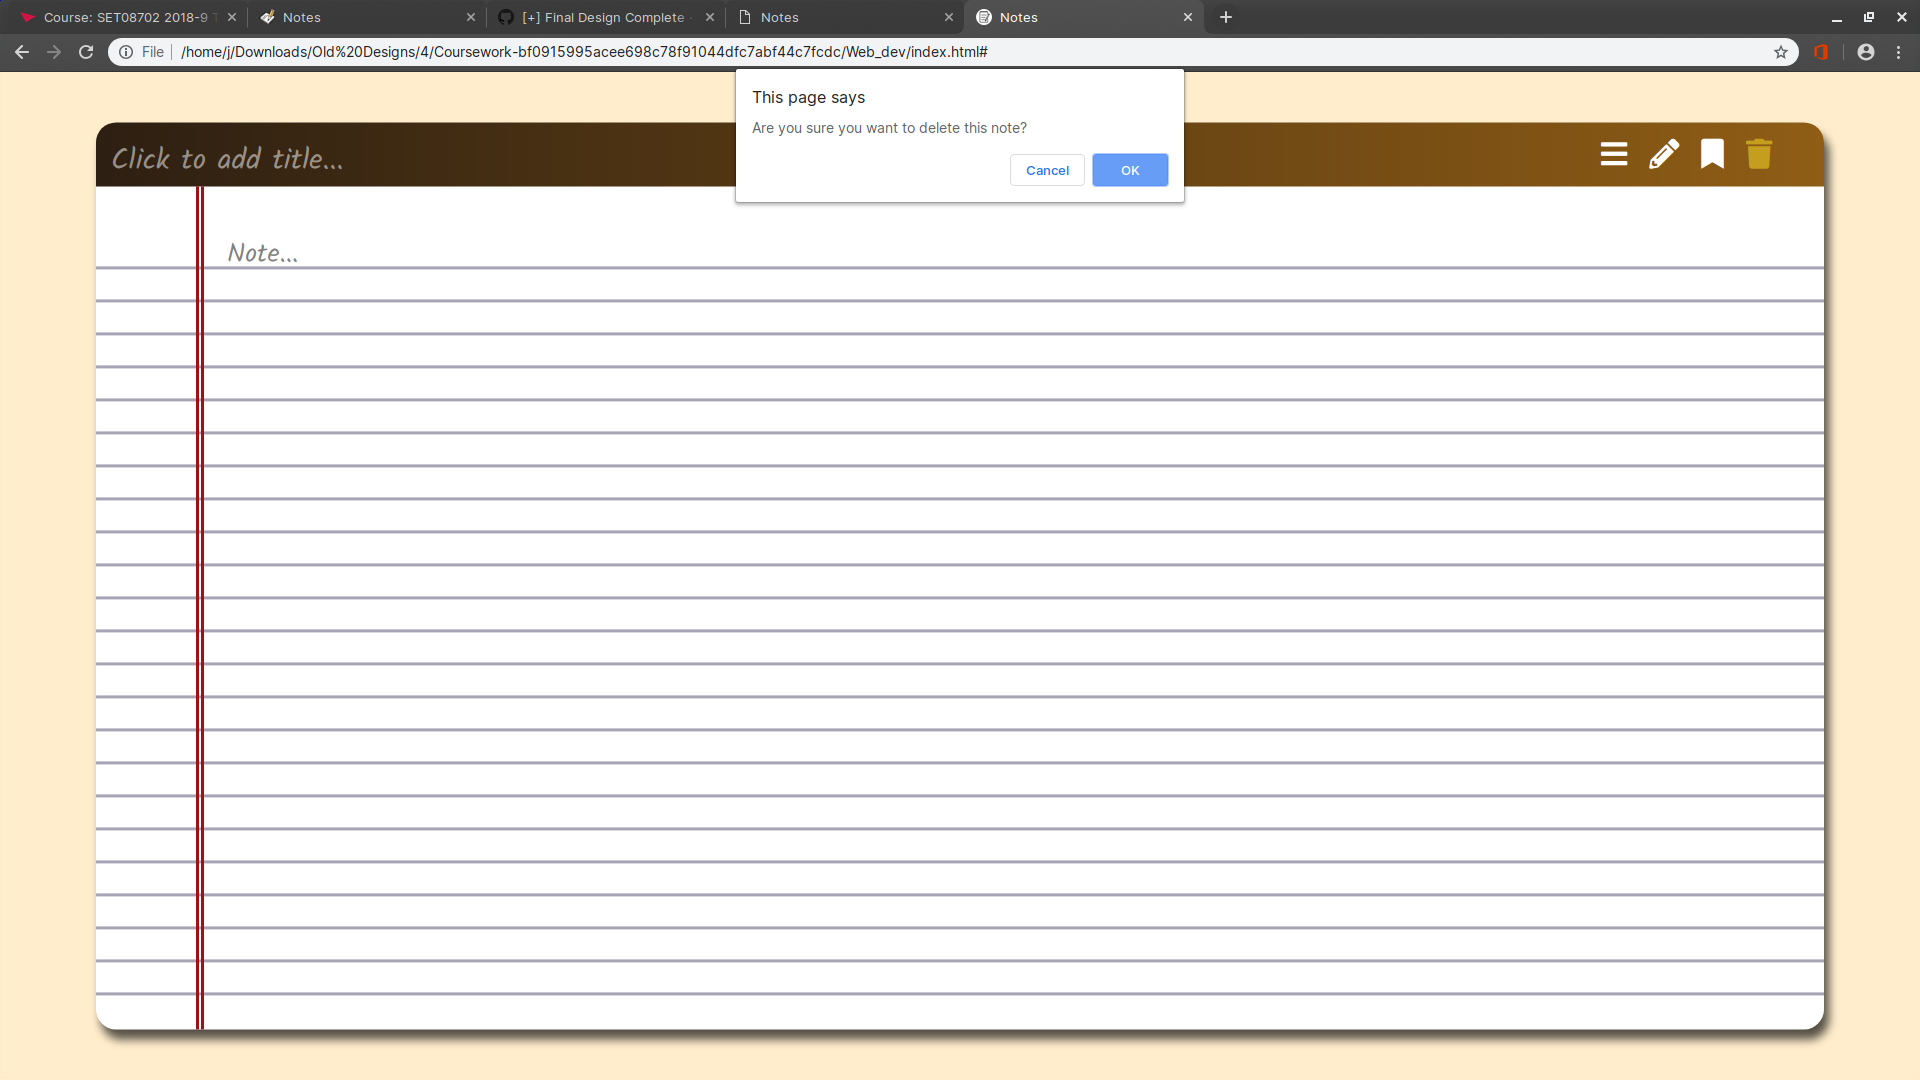 Course: SET08702 2018-9 T
Notes
[+] Final Design Complete ·
Notes
Notes
File
/home/j/Downloads/Old%20Designs/4/Coursework-bf0915995acee698c78f91044dfc7abf44c7fcdc/Web_dev/index.html#
This page says
Are you sure you want to delete this note?
Cancel
OK
Click to add title...
Note...